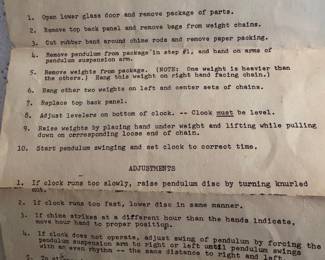 1. Open lower glass door and remove package of parts.
2. Remove top back panel and remove bags from weight chains.
3. Cut rubber band around chime rods and remove paper packing.
4. Remove pendulum from package in step #1, and hang on arms of
pendulum suspension arm.
5. Remove weights from package. (NOTE: One weight is heavier than
the others.) Hang this weight on right hand facing chain.)
6. Hang other two weights on left and center sets of chains.
7. Replace top back panel.
8. Adjust levelers on bottom of clock. -- Clock must be level.
9. Raise weights by placing hand under weight and lifting while pulling
down on corresponding loose end of chain.
10. Start pendulum swinging and set clock to correct time.
ADJUSTMENTS
1. If clock runs too slowly, raise pendulum disc by turning knurled
nut.
2. If clock runs too fast, lower disc in same manner.
3. If chime strikes at a different hour than the hands indicate,
move hour hand to proper position.
4. If clock does not operate, adjust swing of pendulum by forcing the
pendulum suspension arm to right or left until pendulum swings
with an even rhythm -- the same distance to right and left.
5.